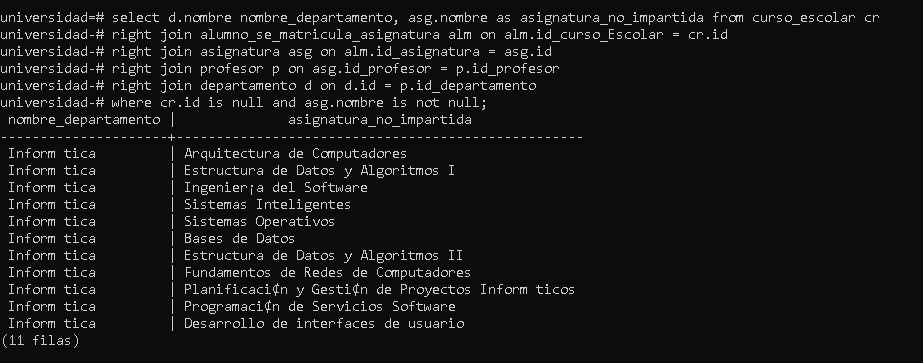 universidad=# select d.nombre nombre_departamento, asg.nombre as asignatura_no_impartida from curso_escolar cr
universidad-# right join alumno_se_matricula_asignatura alm on alm.id_curso_Escolar = cr.id
universidad-# right join asignatura asg on alm.id_asignatura = asg.id
universidad-# right join profesor p on asg.id_profesor = p.id_profesor
universidad-# right join departamento d on d.id = p.id_departamento
universidad-# where cr.id is null and asg.nombre is not null;
 nombre_departamento |             asignatura_no_impartida
---------------------+--------------------------------------------------
 Inform tica         | Arquitectura de Computadores
 Inform tica         | Estructura de Datos y Algoritmos I
 Inform tica         | Ingenier¡a del Software
 Inform tica         | Sistemas Inteligentes
 Inform tica         | Sistemas Operativos
 Inform tica         | Bases de Datos
 Inform tica         | Estructura de Datos y Algoritmos II
 Inform tica         | Fundamentos de Redes de Computadores
 Inform tica         | Planificaci¢n y Gesti¢n de Proyectos Inform ticos
 Inform tica         | Programaci¢n de Servicios Software
 Inform tica         | Desarrollo de interfaces de usuario
(11 filas)